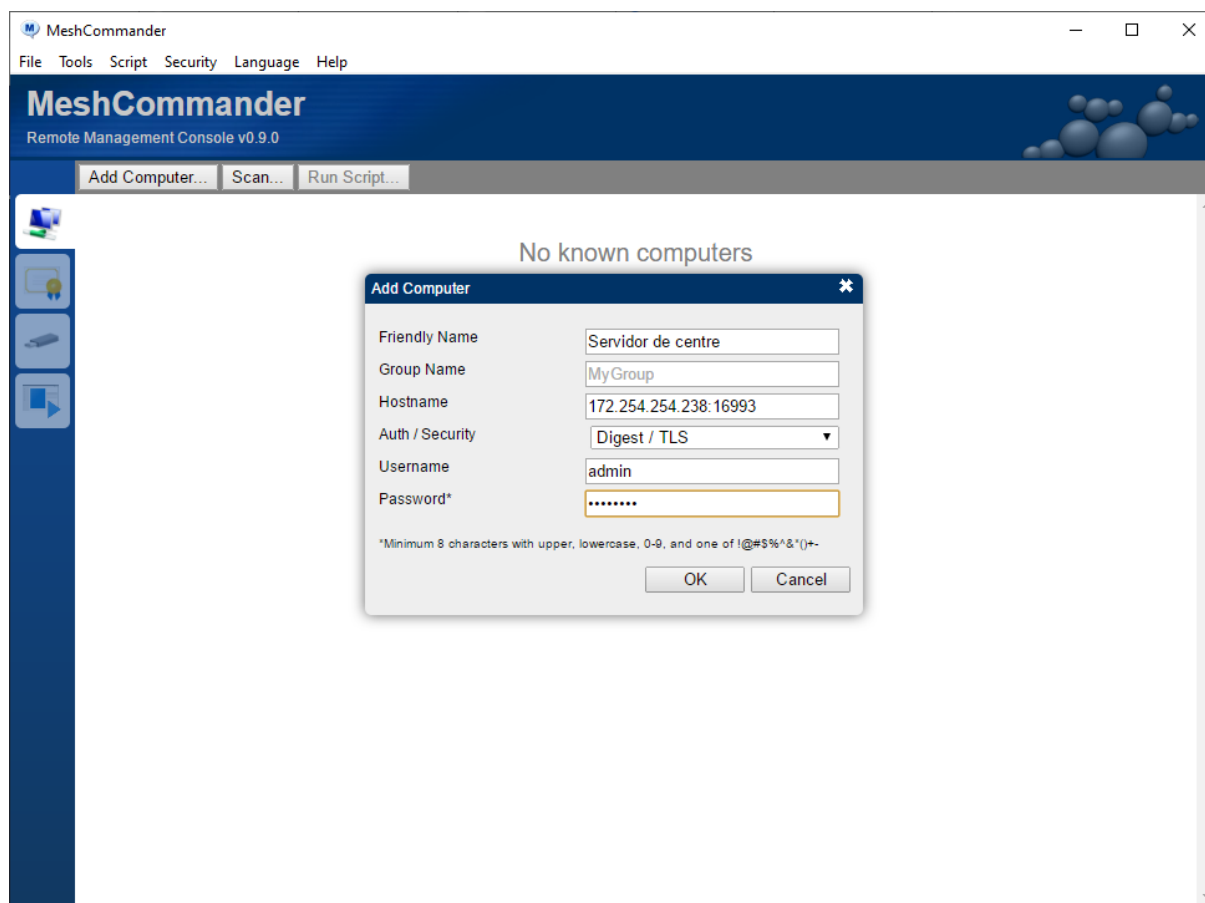 MeshCommander
File Tools Script Security Language Help
MeshCommander
Remote Management Console v0.9.0
Add Computer... Scan... Run Script...
No known computers
Add Computer
Friendly Name Servidor de centre
Group Name MyGroup
Hostname 172.254.254.238:16993
Auth / Security Digest / TLS
Username admin
Password* ••••••••
*Minimum 8 characters with upper, lowercase, 0-9, and one of !@#$%^&*()+-
OK Cancel